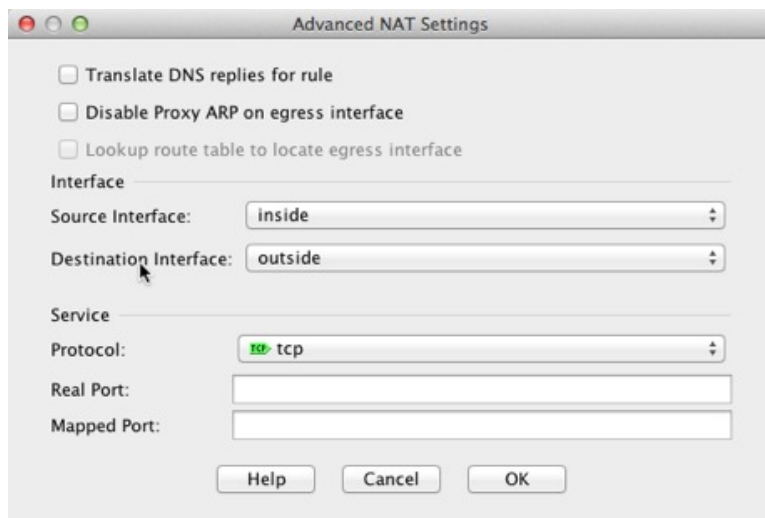 Advanced NAT Settings
Translate DNS replies for rule
Disable Proxy ARP on egress interface
Lookup route table to locate egress interface
Interface
Source Interface: inside
Destination Interface: outside
Service
Protocol: TCP tcp
Real Port:
Mapped Port:
Help Cancel OK